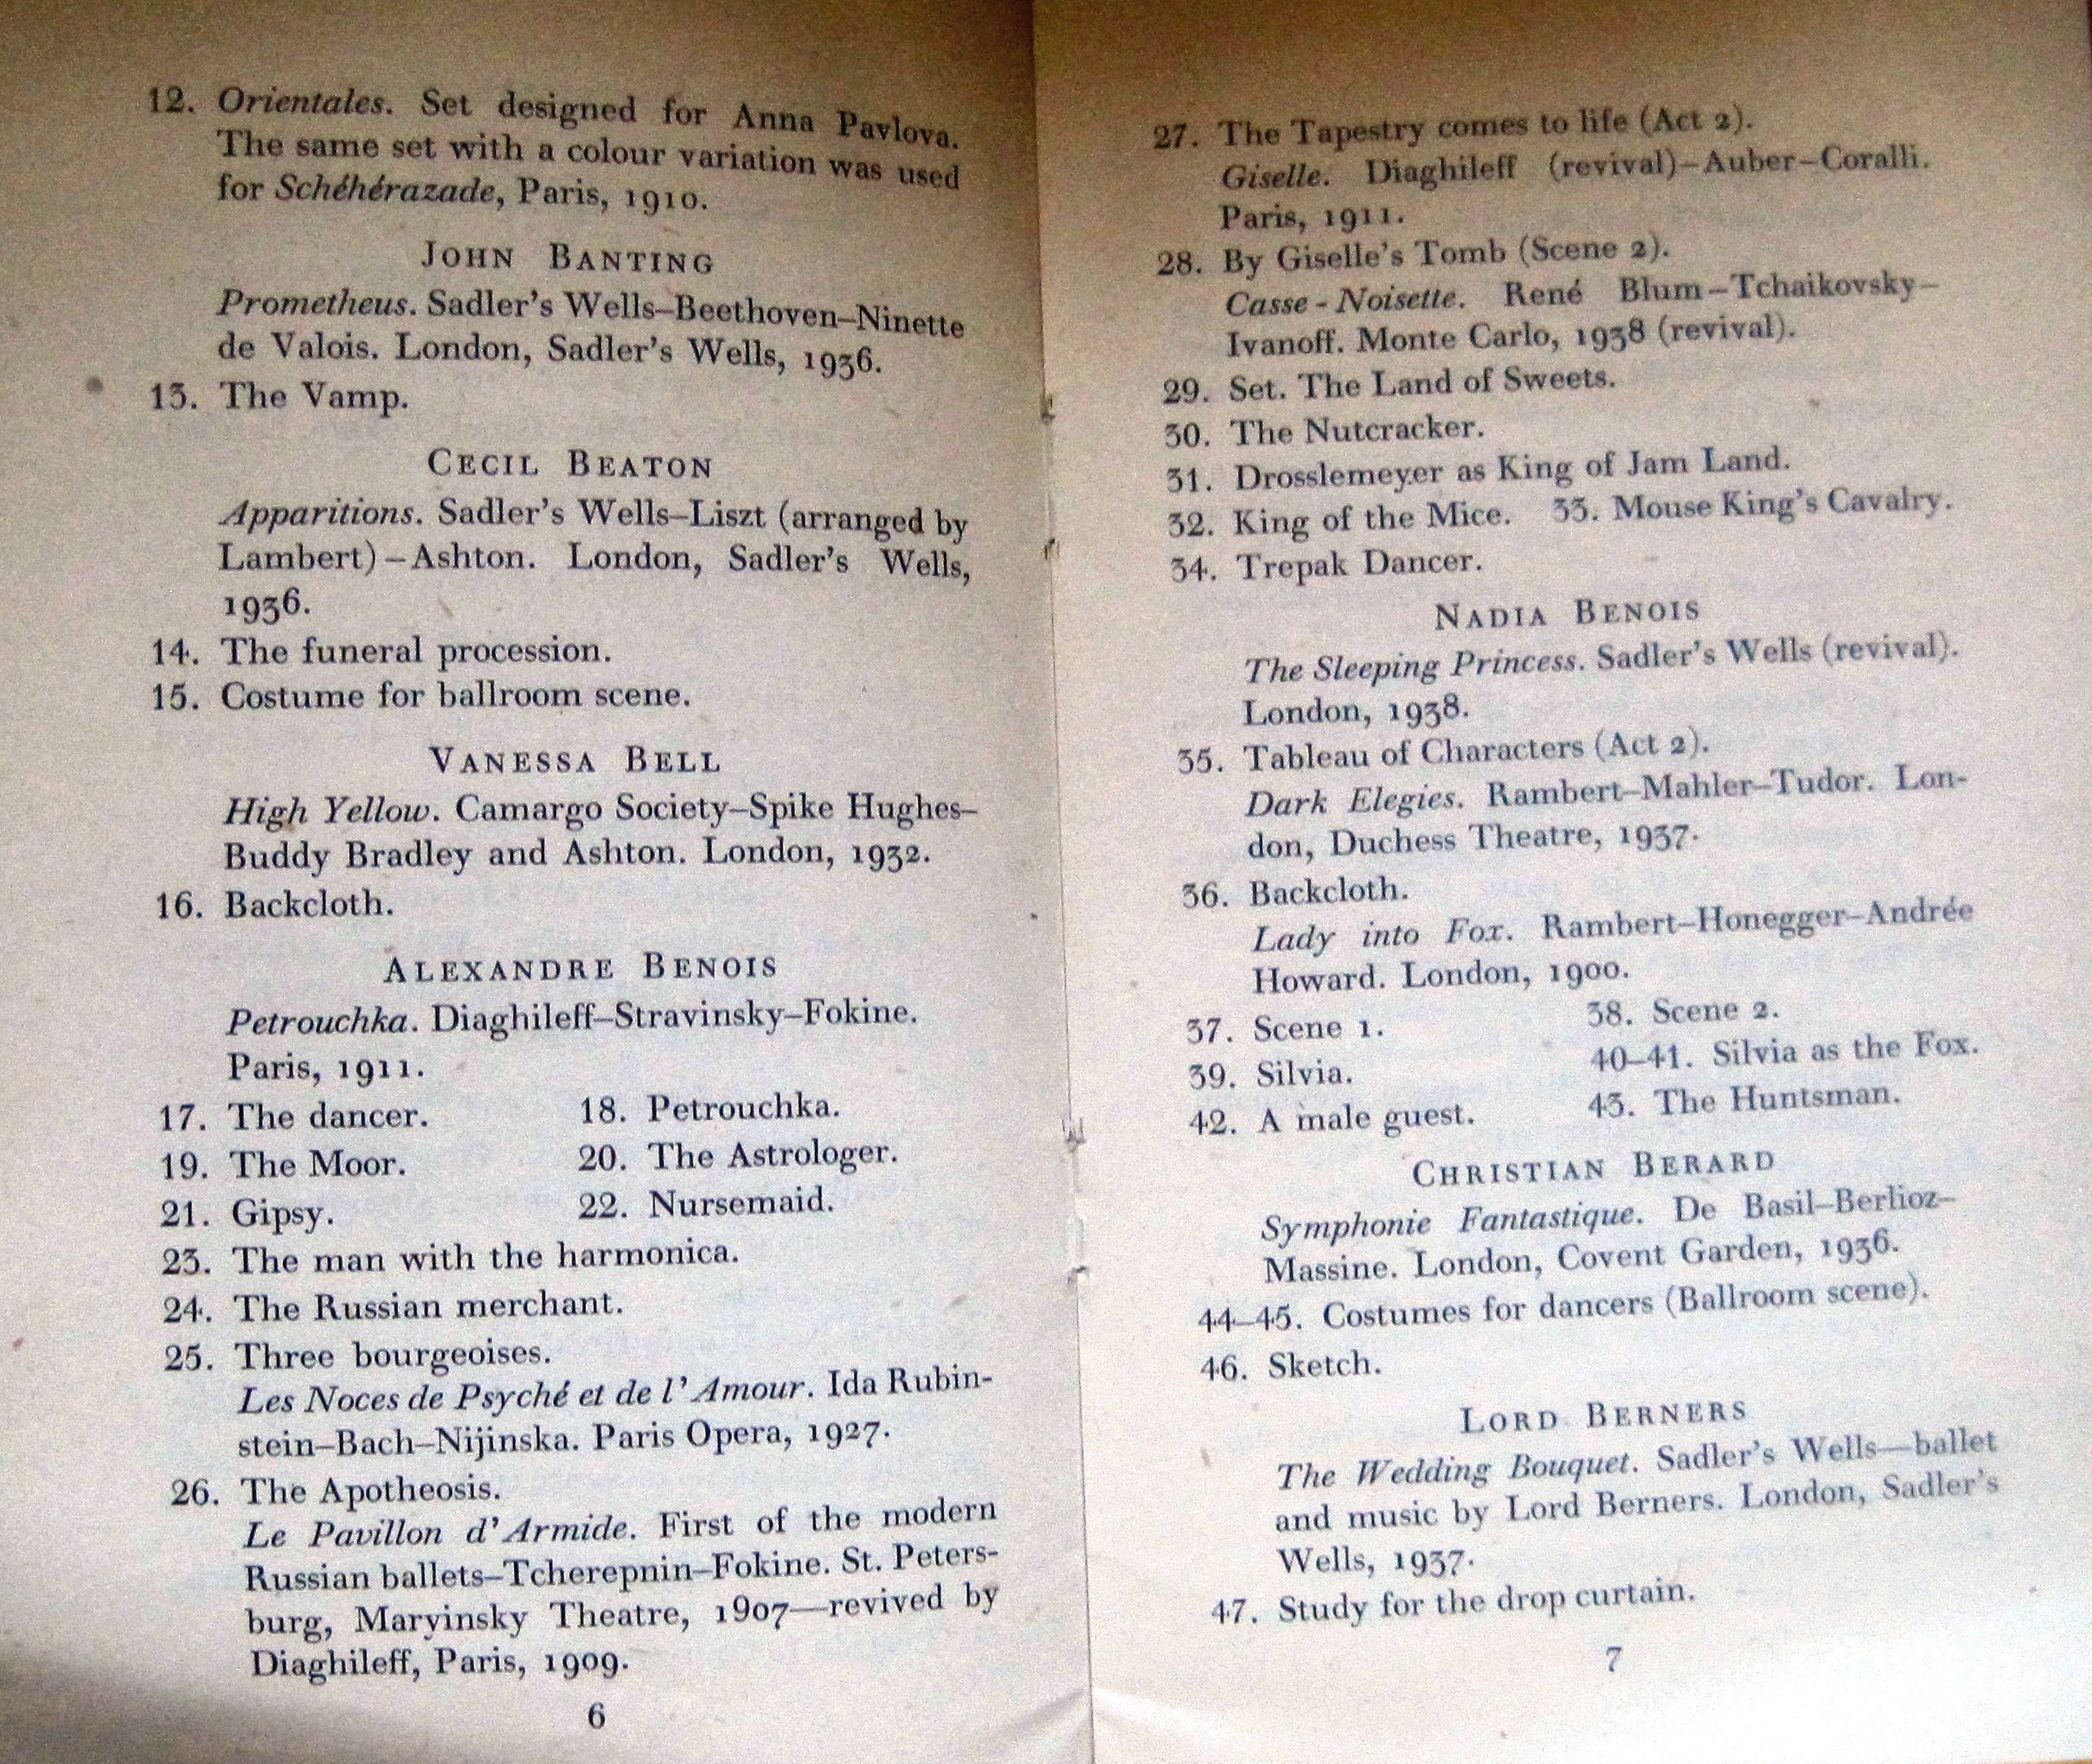 12. Orientales. Set designed for Anna Pavlova.
The same set with a colour variation was used
for Schéhérazade, Paris, 1910.
JOHN BANTING
Prometheus. Sadler's Wells–Beethoven–Ninette
de Valois. London, Sadler's Wells, 1936.
13. The Vamp.
CECIL BEATON
Apparitions. Sadler's Wells–Liszt (arranged by
Lambert)–Ashton. London, Sadler's Wells,
1936.
14. The funeral procession.
15. Costume for ballroom scene.
VANESSA BELL
High Yellow. Camargo Society–Spike Hughes–
Buddy Bradley and Ashton. London, 1932.
16. Backcloth.
ALEXANDRE BENOIS
Petrouchka. Diaghileff–Stravinsky–Fokine.
Paris, 1911.
17. The dancer. 18. Petrouchka.
19. The Moor. 20. The Astrologer.
21. Gipsy. 22. Nursemaid.
23. The man with the harmonica.
24. The Russian merchant.
25. Three bourgeoises.
Les Noces de Psyché et de l'Amour. Ida Rubin-
stein–Bach–Nijinska. Paris Opera, 1927.
26. The Apotheosis.
Le Pavillon d'Armide. First of the modern
Russian ballets–Tcherepnin–Fokine. St. Peters-
burg, Maryinsky Theatre, 1907—revived by
Diaghileff, Paris, 1909.
6
27. The Tapestry comes to life (Act 2).
Giselle. Diaghileff (revival)–Auber–Coralli.
Paris, 1911.
28. By Giselle's Tomb (Scene 2).
Casse-Noisette. René Blum–Tchaikovsky–
Ivanoff. Monte Carlo, 1938 (revival).
29. Set. The Land of Sweets.
30. The Nutcracker.
31. Drosslemeyer as King of Jam Land.
32. King of the Mice. 33. Mouse King's Cavalry.
34. Trepak Dancer.
NADIA BENOIS
The Sleeping Princess. Sadler's Wells (revival).
London, 1938.
35. Tableau of Characters (Act 2).
Dark Elegies. Rambert–Mahler–Tudor. Lon-
don, Duchess Theatre, 1937.
36. Backcloth.
Lady into Fox. Rambert–Honegger–Andrée
Howard. London, 1900.
37. Scene 1. 38. Scene 2.
39. Silvia. 40–41. Silvia as the Fox.
42. A male guest. 43. The Huntsman.
CHRISTIAN BERARD
Symphonie Fantastique. De Basil–Berlioz–
Massine. London, Covent Garden, 1936.
44–45. Costumes for dancers (Ballroom scene).
46. Sketch.
LORD BERNERS
The Wedding Bouquet. Sadler's Wells—ballet
and music by Lord Berners. London, Sadler's
Wells, 1937.
47. Study for the drop curtain.
7